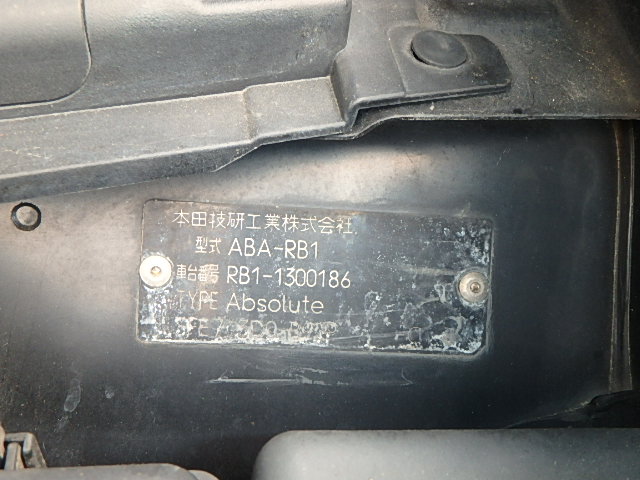 本田技研工業株式会社
型式 ABA-RB1
車台番号 RB1-1300186
TYPE Absolute